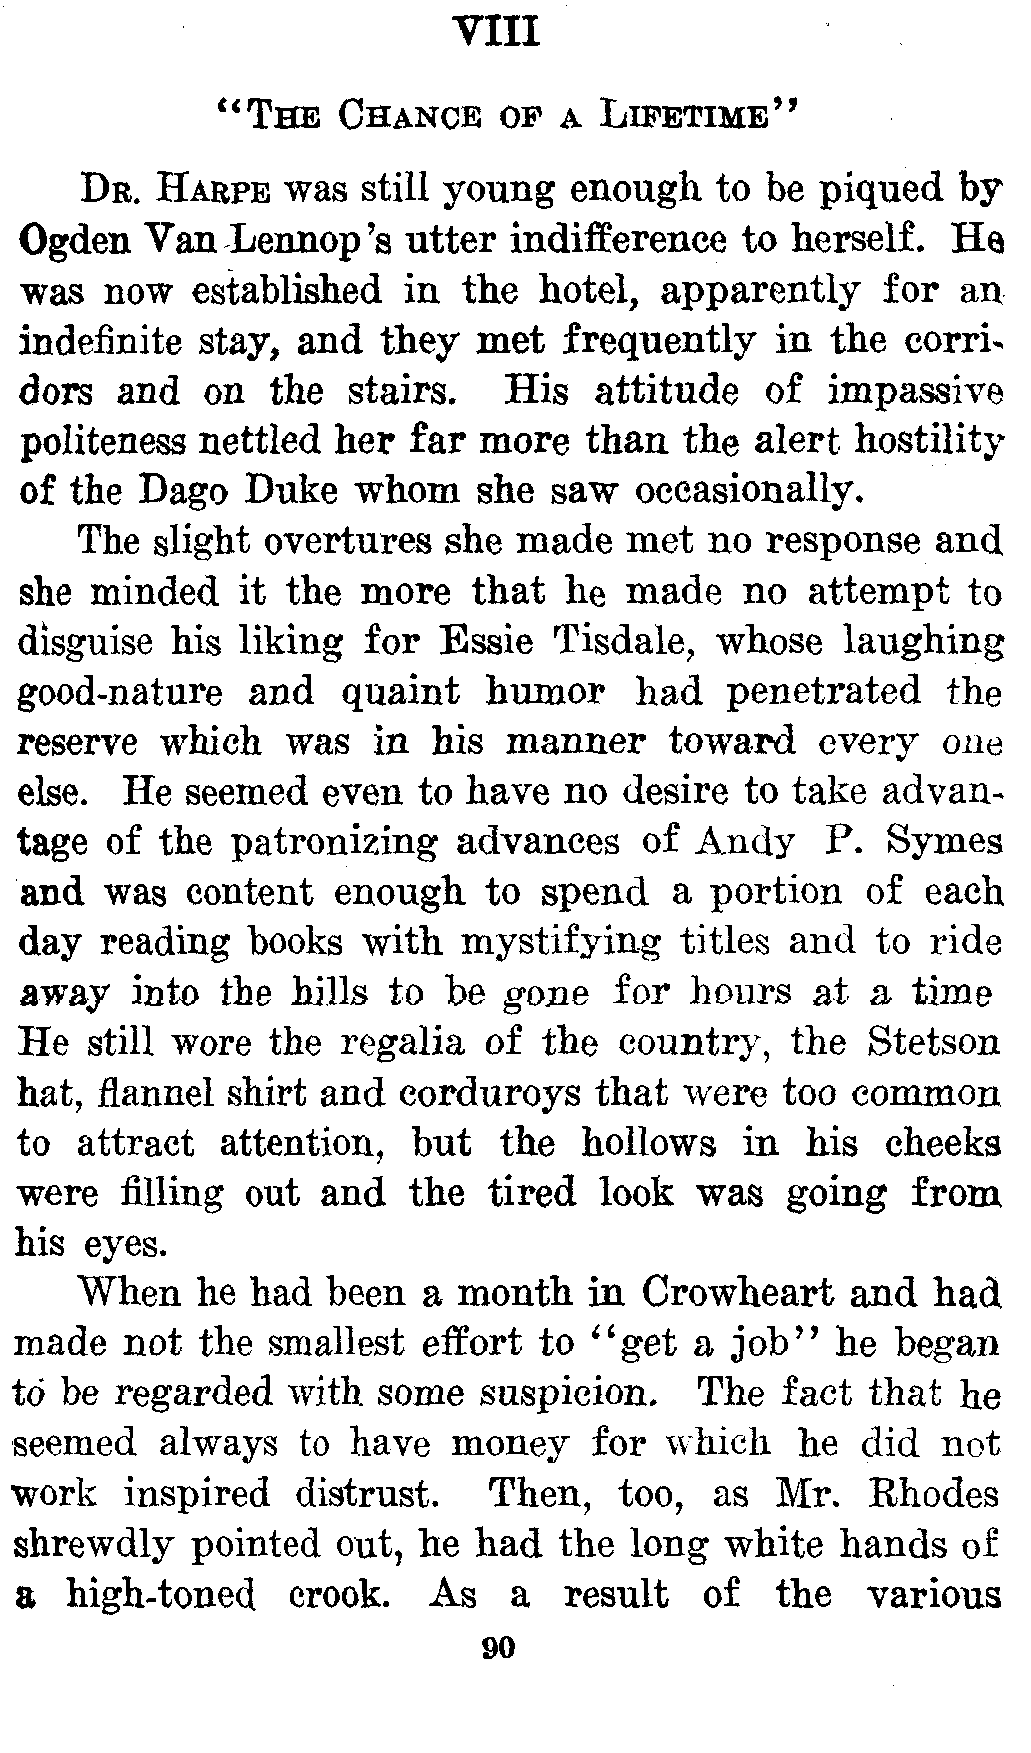 VIII
"THE CHANCE OF A LIFETIME"
DR. HARPE was still young enough to be piqued by
Ogden Van Lennop's utter indifference to herself. He
was now established in the hotel, apparently for an
indefinite stay, and they met frequently in the corri-
dors and on the stairs. His attitude of impassive
politeness nettled her far more than the alert hostility
of the Dago Duke whom she saw occasionally.
The slight overtures she made met no response and
she minded it the more that he made no attempt to
disguise his liking for Essie Tisdale, whose laughing
good-nature and quaint humor had penetrated the
reserve which was in his manner toward every one
else. He seemed even to have no desire to take advan-
tage of the patronizing advances of Andy P. Symes
and was content enough to spend a portion of each
day reading books with mystifying titles and to ride
away into the hills to be gone for hours at a time
He still wore the regalia of the country, the Stetson
hat, flannel shirt and corduroys that were too common
to attract attention, but the hollows in his cheeks
were filling out and the tired look was going from
his eyes.
When he had been a month in Crowheart and had
made not the smallest effort to "get a job" he began
to be regarded with some suspicion. The fact that he
seemed always to have money for which he did not
work inspired distrust. Then, too, as Mr. Rhodes
shrewdly pointed out, he had the long white hands of
a high-toned crook. As a result of the various
90